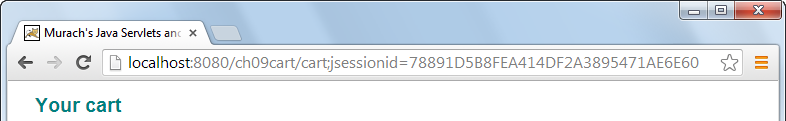 Murach's Java Servlets and
localhost:8080/ch09cart/cart;jsessionid=78891D5B8FEA414DF2A3895471AE6E60
Your cart